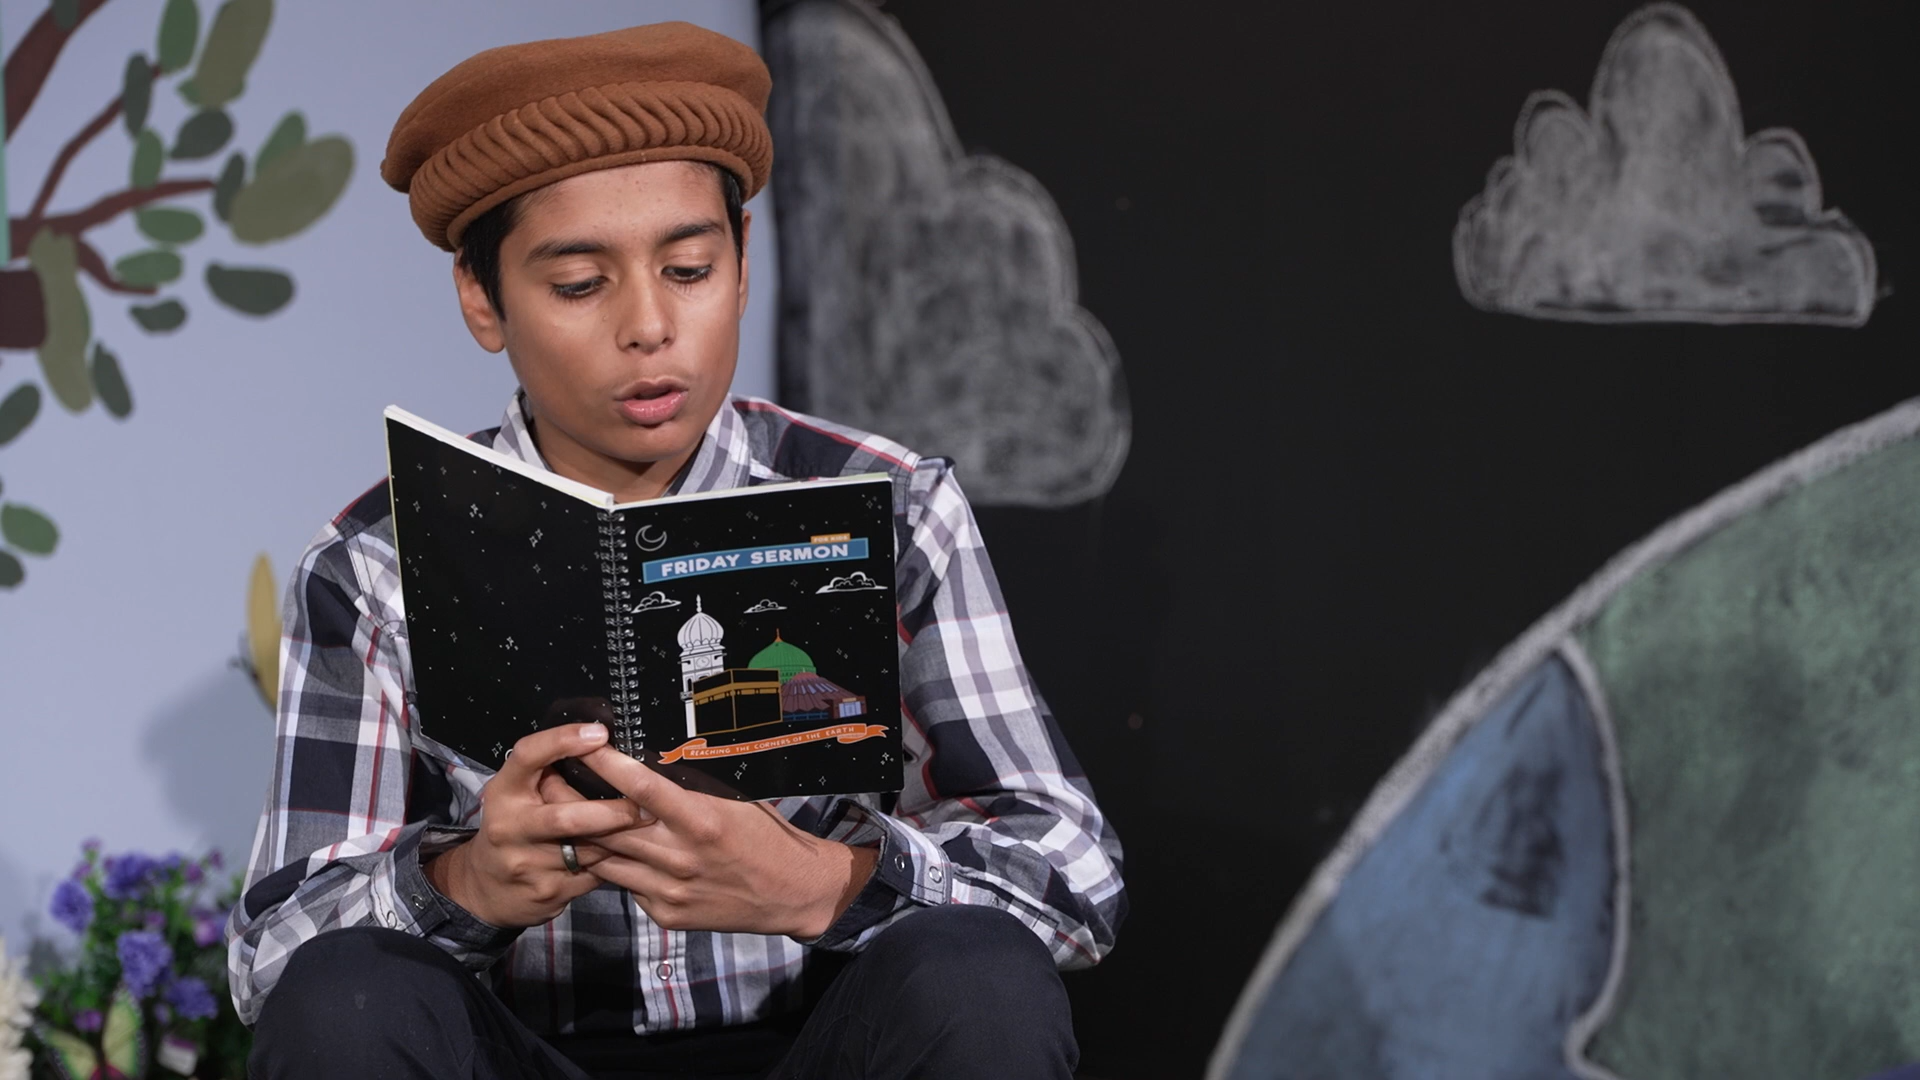 FOR KIDS
FRIDAY SERMON
REACHING THE CORNERS OF THE EARTH